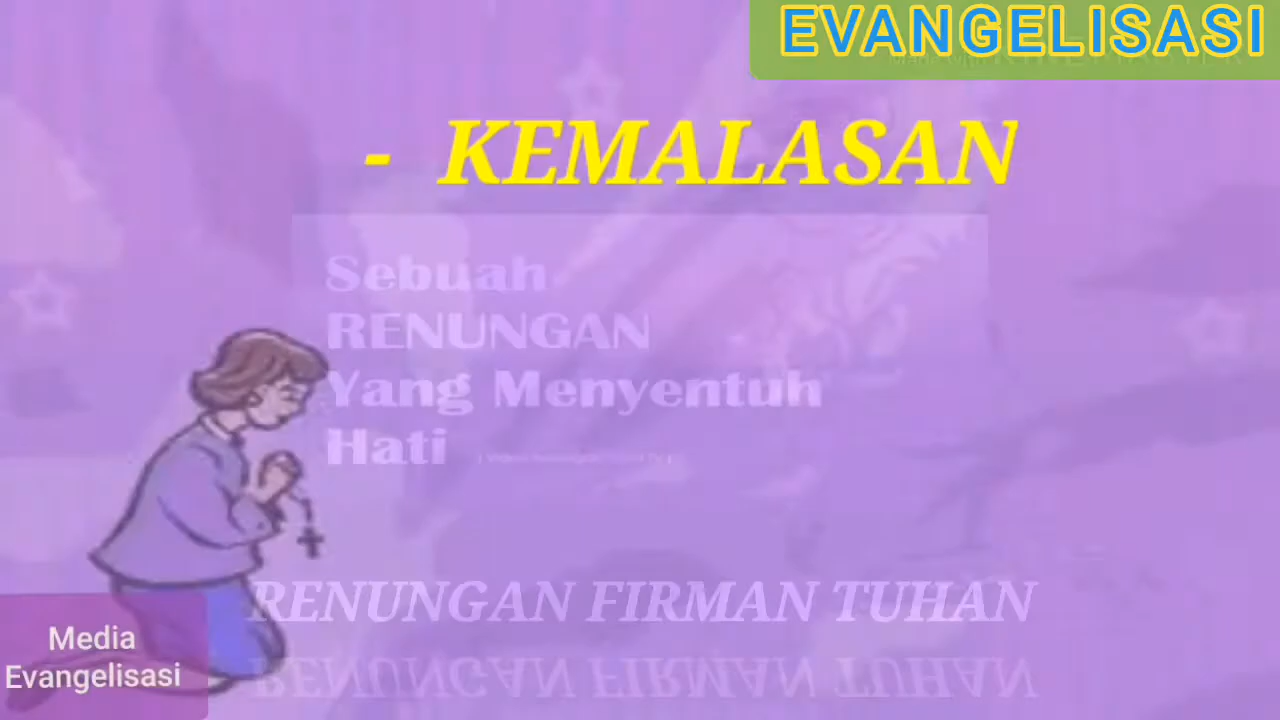 EVANGELISASI
- KEMALASAN
Sebuah
RENUNGAN
Yang Menyentuh
Hati
RENUNGAN FIRMAN TUHAN
Media
Evangelisasi